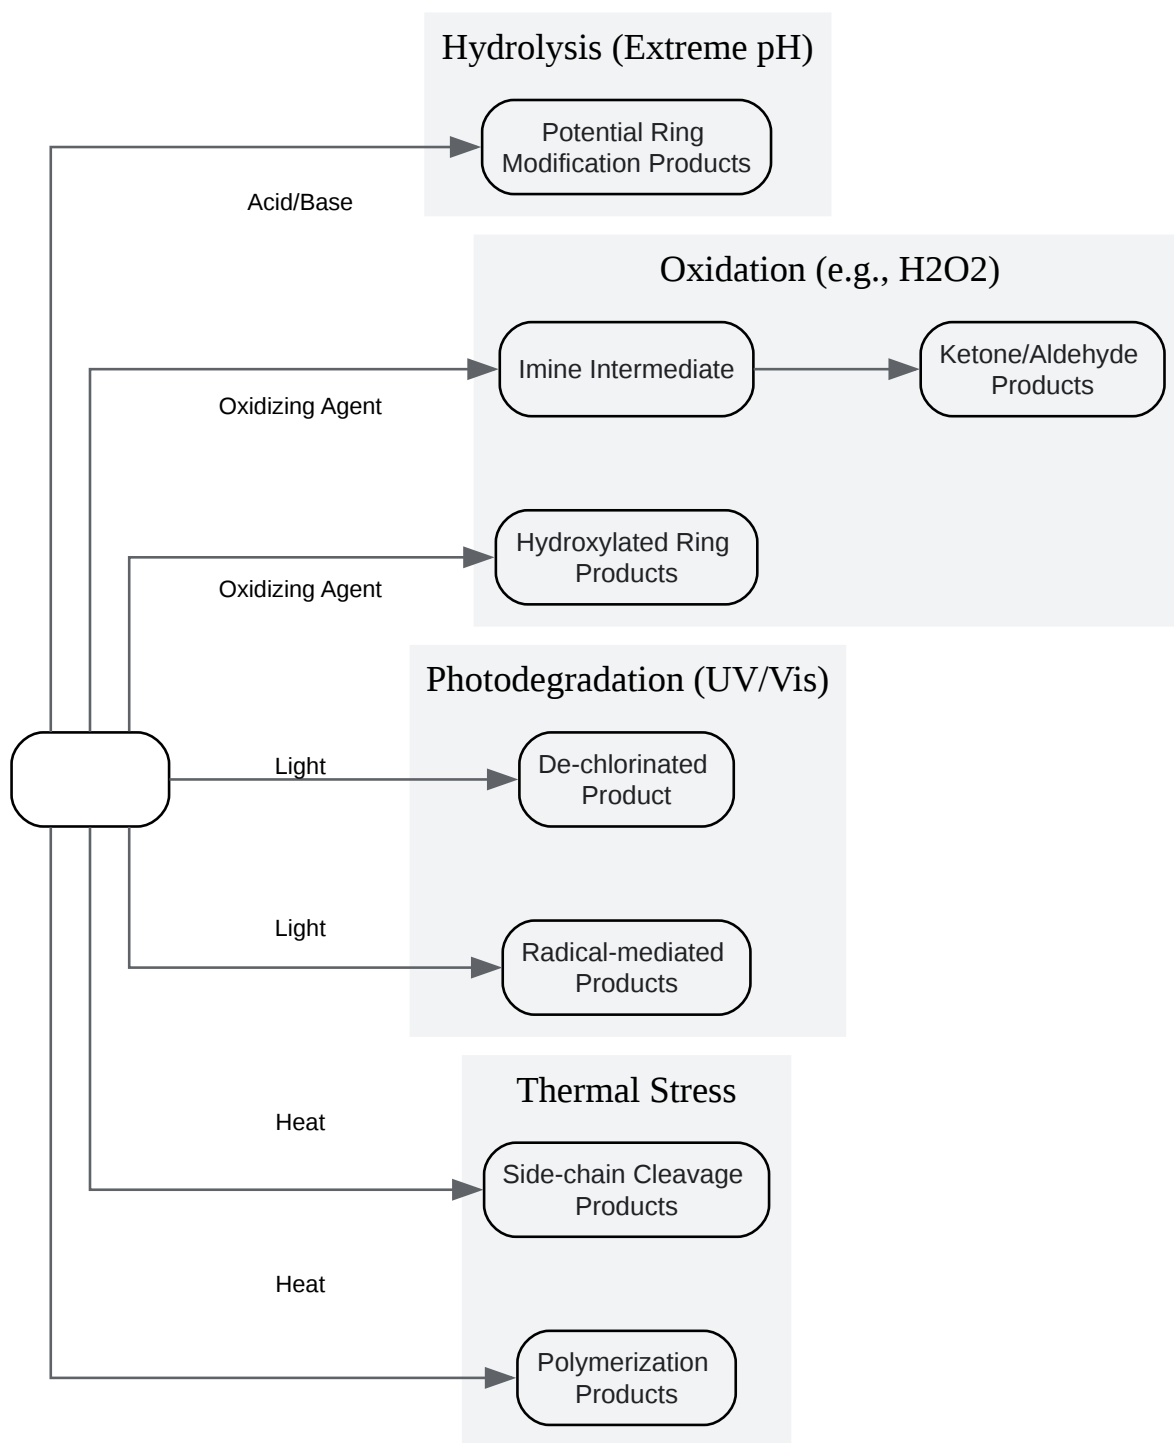 Hydrolysis (Extreme pH)
Potential Ring
Modification Products
Acid/Base
Oxidation (e.g., H2O2)
Imine Intermediate
Ketone/Aldehyde
Products
Oxidizing Agent
Hydroxylated Ring
Products
Oxidizing Agent
Photodegradation (UV/Vis)
Light
De-chlorinated
Product
Light
Radical-mediated
Products
Thermal Stress
Heat
Side-chain Cleavage
Products
Heat
Polymerization
Products